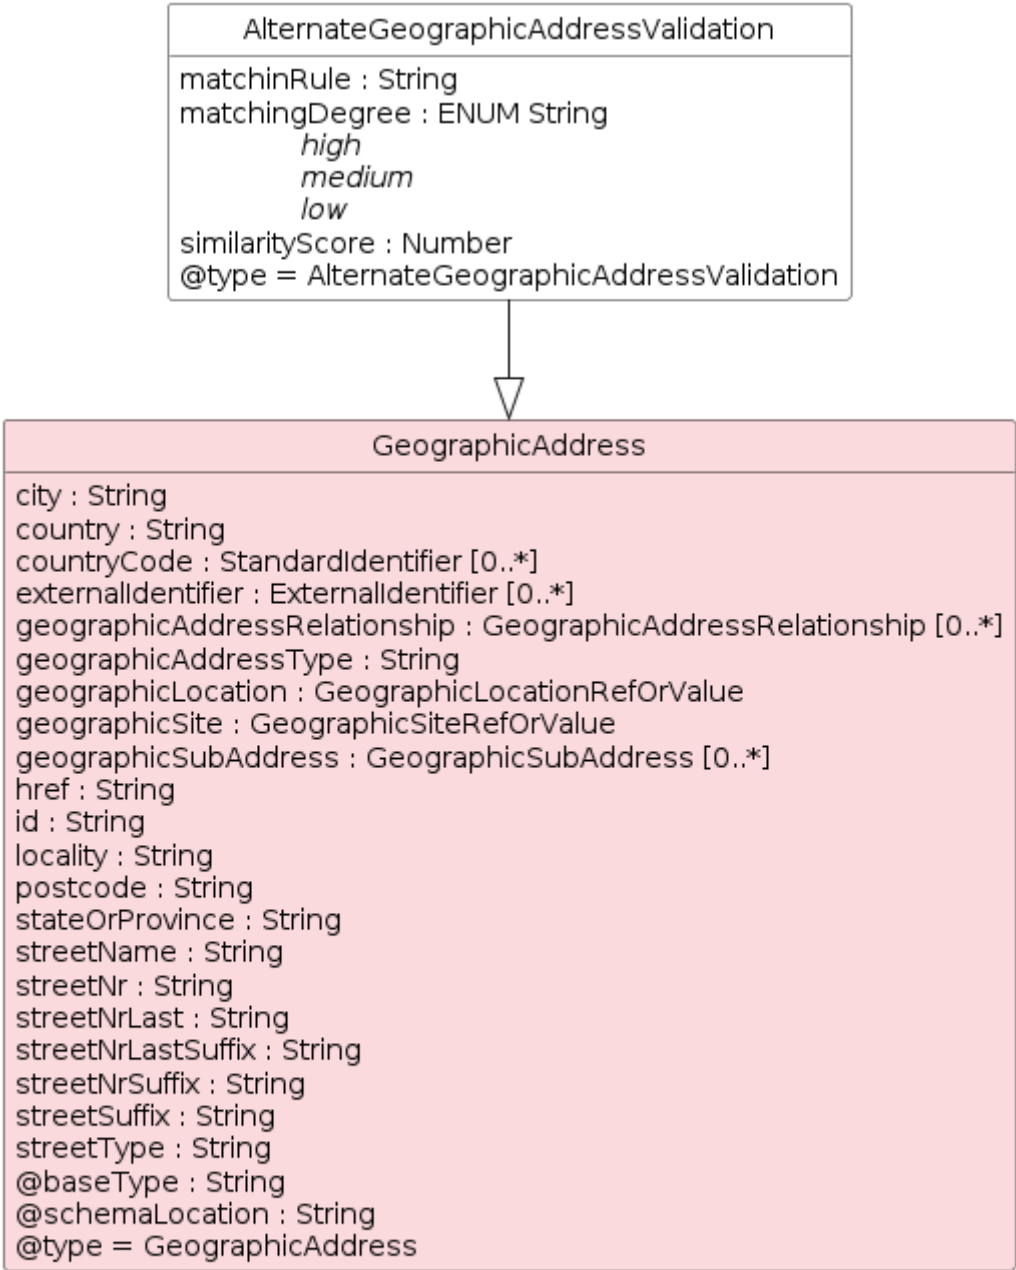 AlternateGeographicAddressValidation
matchinRule : String
matchingDegree : ENUM String
high
medium
low
similarityScore : Number
@type = AlternateGeographicAddressValidation
GeographicAddress
city : String
country : String
countryCode : StandardIdentifier [0..*]
externalIdentifier : ExternalIdentifier [0..*]
geographicAddressRelationship : GeographicAddressRelationship [0..*]
geographicAddressType : String
geographicLocation : GeographicLocationRefOrValue
geographicSite : GeographicSiteRefOrValue
geographicSubAddress : GeographicSubAddress [0..*]
href : String
id : String
locality : String
postcode : String
stateOrProvince : String
streetName : String
streetNr : String
streetNrLast : String
streetNrLastSuffix : String
streetNrSuffix : String
streetSuffix : String
streetType : String
@baseType : String
@schemaLocation : String
@type = GeographicAddress